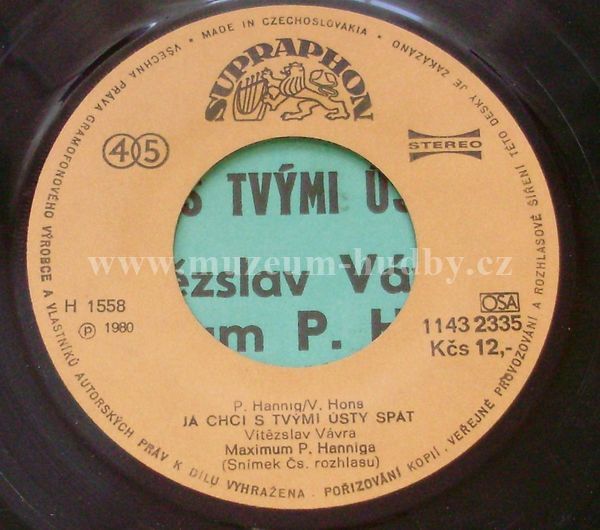 MADE IN CZECHOSLOVAKIA • VŠECHNA PRÁVA GRAMOFONOVÉHO VÝROBCE A VLASTNÍKŮ AUTORSKÝCH PRÁV K DÍLU VYHRAŽENA. POŘIZOVÁNÍ KOPIÍ, VEŘEJNÉ PROVOZOVÁNÍ A ROZHLASOVÉ ŠÍŘENÍ TÉTO DESKY JE ZAKÁZÁNO
SUPRAPHON
45
STEREO
S TVÝMI ÚS
ězslav Vá
um P. H
www.muzeum-hudby.cz
H 1558
Ⓟ 1980
OSA
1143 2335
Kčs 12,-
P. Hannig/V. Hons
JÁ CHCI S TVÝMI ÚSTY SPÁT
Vítězslav Vávra
Maximum P. Hanniga
(Snímek Čs. rozhlasu)